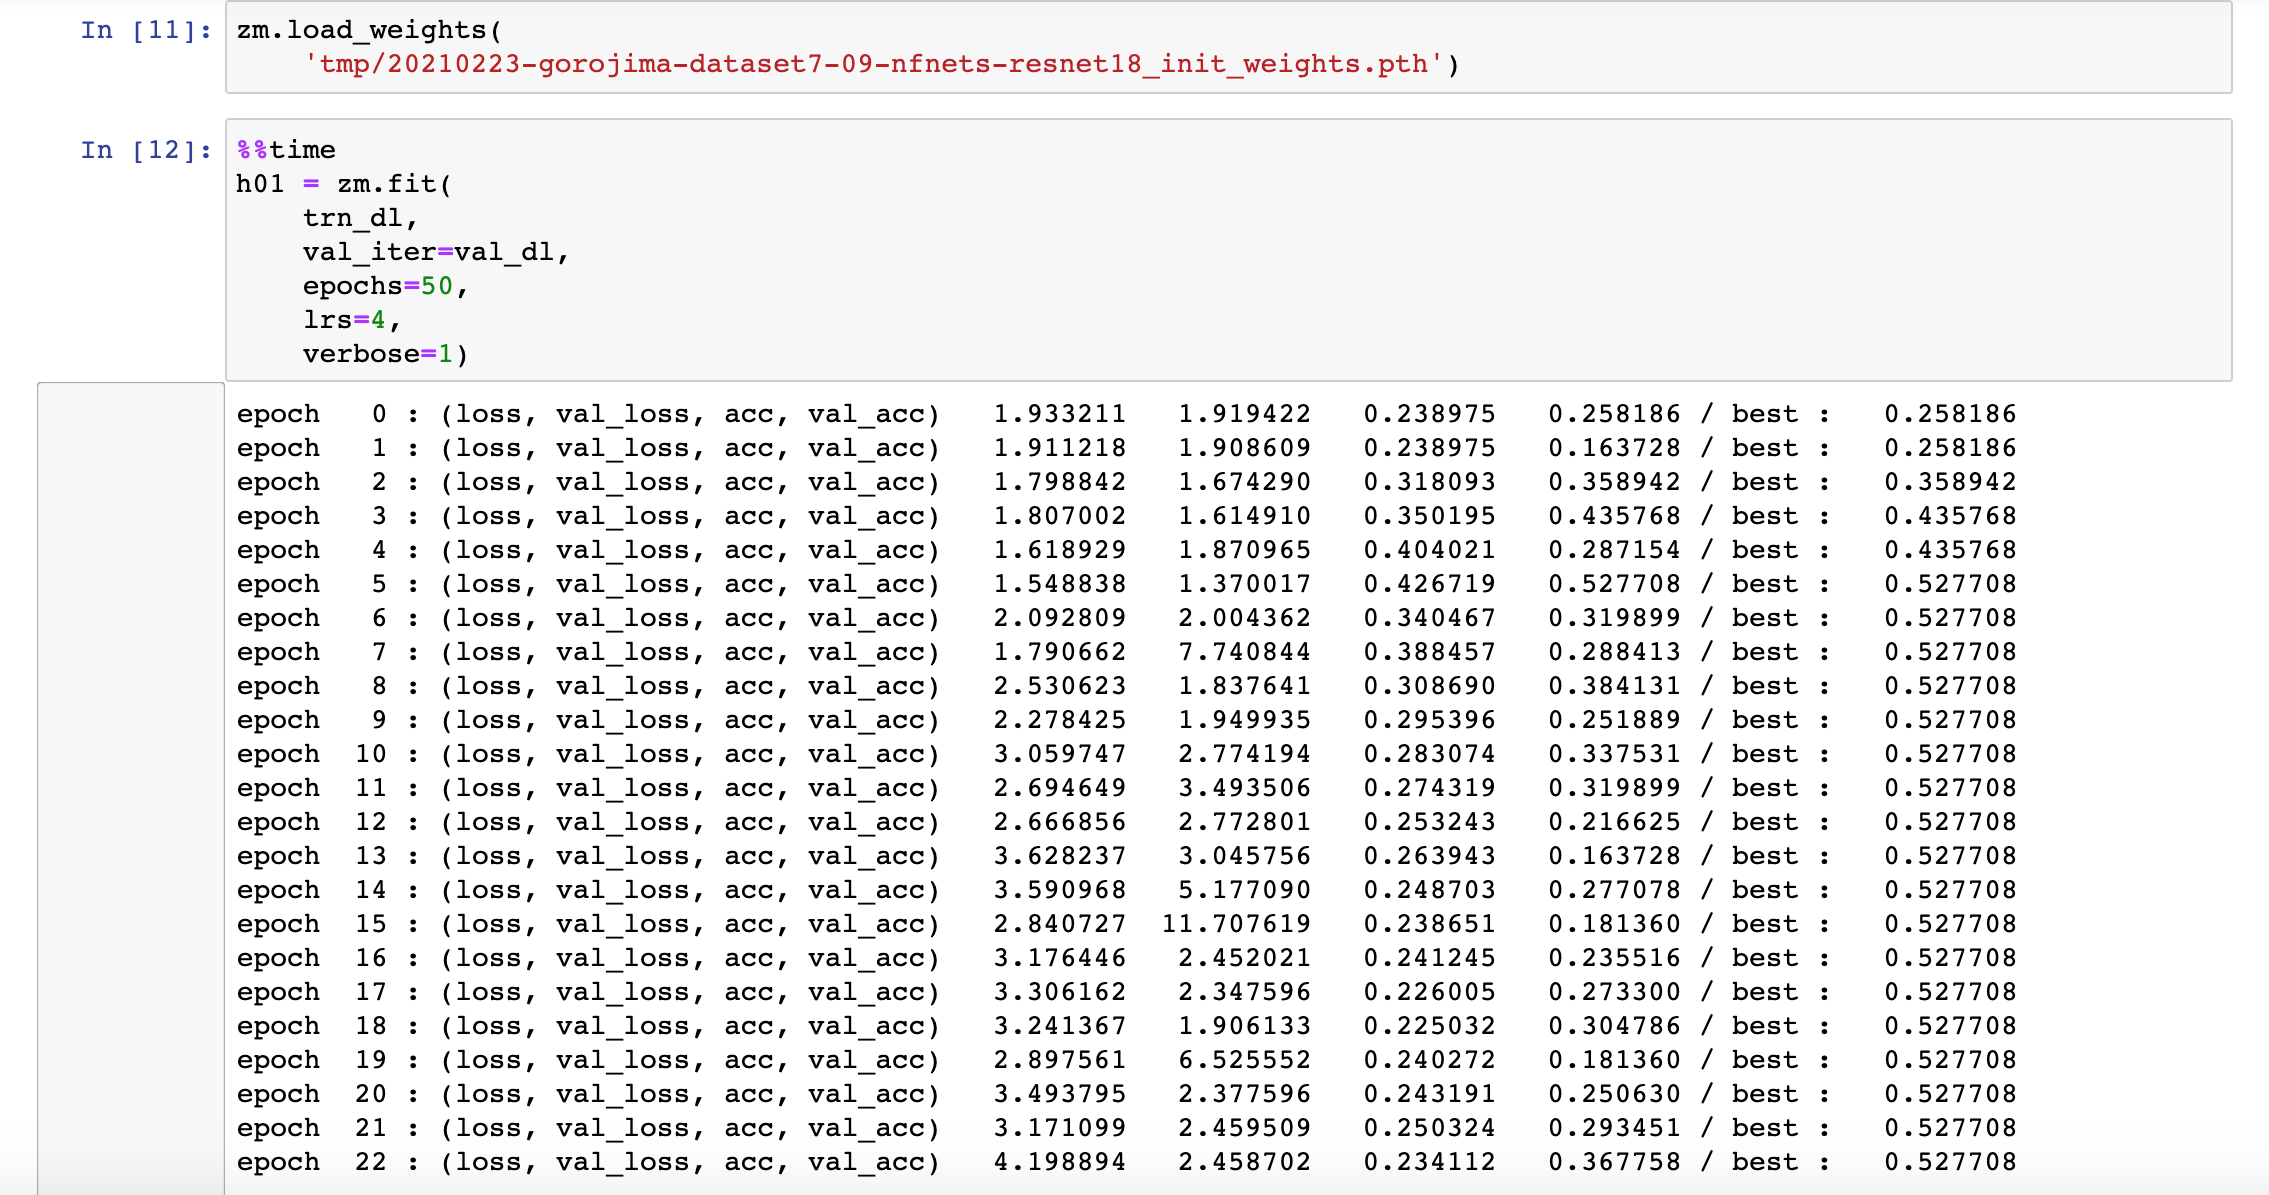 In [11]: zm.load_weights(
    'tmp/20210223-gorojima-dataset7-09-nfnets-resnet18_init_weights.pth')
In [12]: %%time
h01 = zm.fit(
    trn_dl,
    val_iter=val_dl,
    epochs=50,
    lrs=4,
    verbose=1)
epoch   0 : (loss, val_loss, acc, val_acc)   1.933211   1.919422   0.238975   0.258186 / best :   0.258186
epoch   1 : (loss, val_loss, acc, val_acc)   1.911218   1.908609   0.238975   0.163728 / best :   0.258186
epoch   2 : (loss, val_loss, acc, val_acc)   1.798842   1.674290   0.318093   0.358942 / best :   0.358942
epoch   3 : (loss, val_loss, acc, val_acc)   1.807002   1.614910   0.350195   0.435768 / best :   0.435768
epoch   4 : (loss, val_loss, acc, val_acc)   1.618929   1.870965   0.404021   0.287154 / best :   0.435768
epoch   5 : (loss, val_loss, acc, val_acc)   1.548838   1.370017   0.426719   0.527708 / best :   0.527708
epoch   6 : (loss, val_loss, acc, val_acc)   2.092809   2.004362   0.340467   0.319899 / best :   0.527708
epoch   7 : (loss, val_loss, acc, val_acc)   1.790662   7.740844   0.388457   0.288413 / best :   0.527708
epoch   8 : (loss, val_loss, acc, val_acc)   2.530623   1.837641   0.308690   0.384131 / best :   0.527708
epoch   9 : (loss, val_loss, acc, val_acc)   2.278425   1.949935   0.295396   0.251889 / best :   0.527708
epoch  10 : (loss, val_loss, acc, val_acc)   3.059747   2.774194   0.283074   0.337531 / best :   0.527708
epoch  11 : (loss, val_loss, acc, val_acc)   2.694649   3.493506   0.274319   0.319899 / best :   0.527708
epoch  12 : (loss, val_loss, acc, val_acc)   2.666856   2.772801   0.253243   0.216625 / best :   0.527708
epoch  13 : (loss, val_loss, acc, val_acc)   3.628237   3.045756   0.263943   0.163728 / best :   0.527708
epoch  14 : (loss, val_loss, acc, val_acc)   3.590968   5.177090   0.248703   0.277078 / best :   0.527708
epoch  15 : (loss, val_loss, acc, val_acc)   2.840727  11.707619   0.238651   0.181360 / best :   0.527708
epoch  16 : (loss, val_loss, acc, val_acc)   3.176446   2.452021   0.241245   0.235516 / best :   0.527708
epoch  17 : (loss, val_loss, acc, val_acc)   3.306162   2.347596   0.226005   0.273300 / best :   0.527708
epoch  18 : (loss, val_loss, acc, val_acc)   3.241367   1.906133   0.225032   0.304786 / best :   0.527708
epoch  19 : (loss, val_loss, acc, val_acc)   2.897561   6.525552   0.240272   0.181360 / best :   0.527708
epoch  20 : (loss, val_loss, acc, val_acc)   3.493795   2.377596   0.243191   0.250630 / best :   0.527708
epoch  21 : (loss, val_loss, acc, val_acc)   3.171099   2.459509   0.250324   0.293451 / best :   0.527708
epoch  22 : (loss, val_loss, acc, val_acc)   4.198894   2.458702   0.234112   0.367758 / best :   0.527708